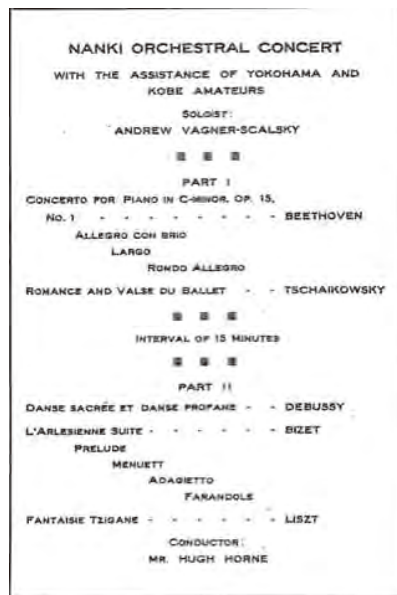 NANKI ORCHESTRAL CONCERT
WITH THE ASSISTANCE OF YOKOHAMA AND
KOBE AMATEURS
SOLOIST:
ANDREW VAGNER-SCALSKY
PART I
CONCERTO FOR PIANO IN C-MINOR, OP. 15,
NO. 1 - - - - - - - - - BEETHOVEN
ALLEGRO CON BRIO
LARGO
RONDO ALLEGRO
ROMANCE AND VALSE DU BALLET - - TSCHAIKOWSKY
INTERVAL OF 15 MINUTES
PART II
DANSE SACRÉE ET DANSE PROFANE - - DEBUSSY
L'ARLESIENNE SUITE - - - - - - BIZET
PRELUDE
MENUETT
ADAGIETTO
FARANDOLE
FANTAISIE TZIGANE - - - - - - LISZT
CONDUCTOR:
MR. HUGH HORNE